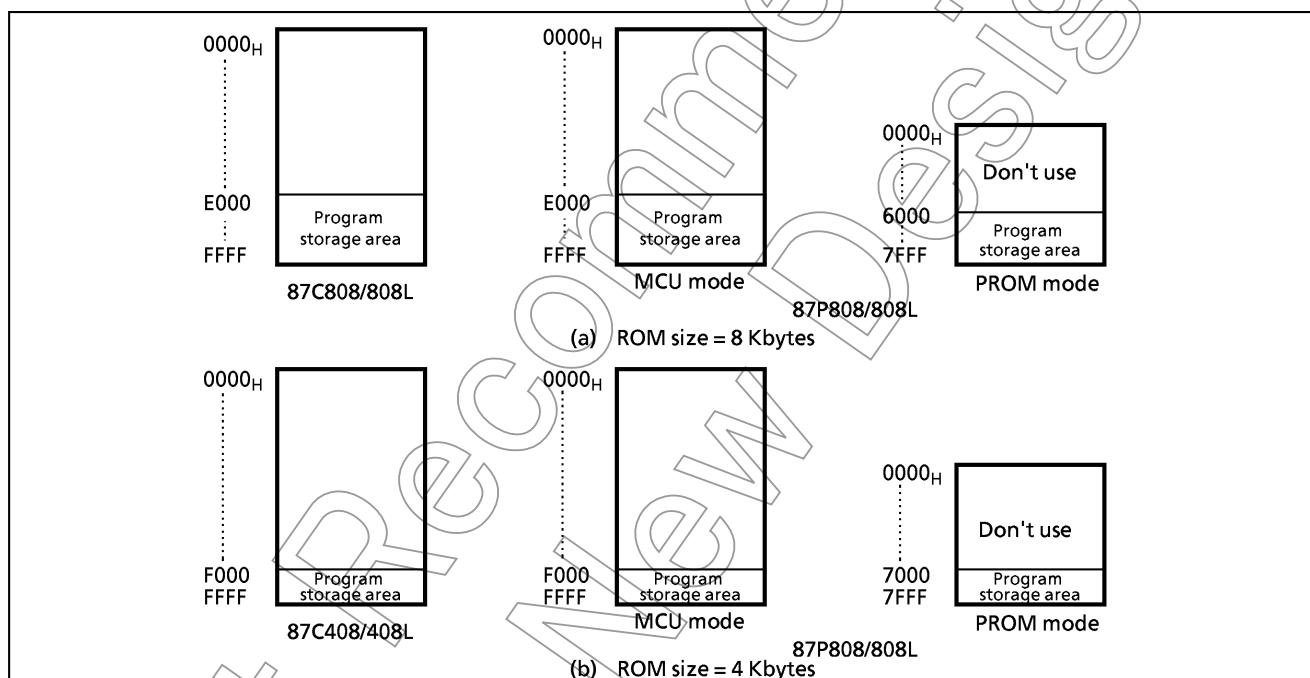 0000H
E000
FFFF
Program
storage area
87C808/808L
0000H
E000
FFFF
Program
storage area
MCU mode
0000H
6000
7FFF
Don't use
Program
storage area
PROM mode
87P808/808L
(a) ROM size = 8 Kbytes
0000H
F000
FFFF
Program
storage area
87C408/408L
0000H
F000
FFFF
Program
storage area
MCU mode
0000H
7000
7FFF
Don't use
Program
storage area
PROM mode
87P808/808L
(b) ROM size = 4 Kbytes
Recomme
New Desig